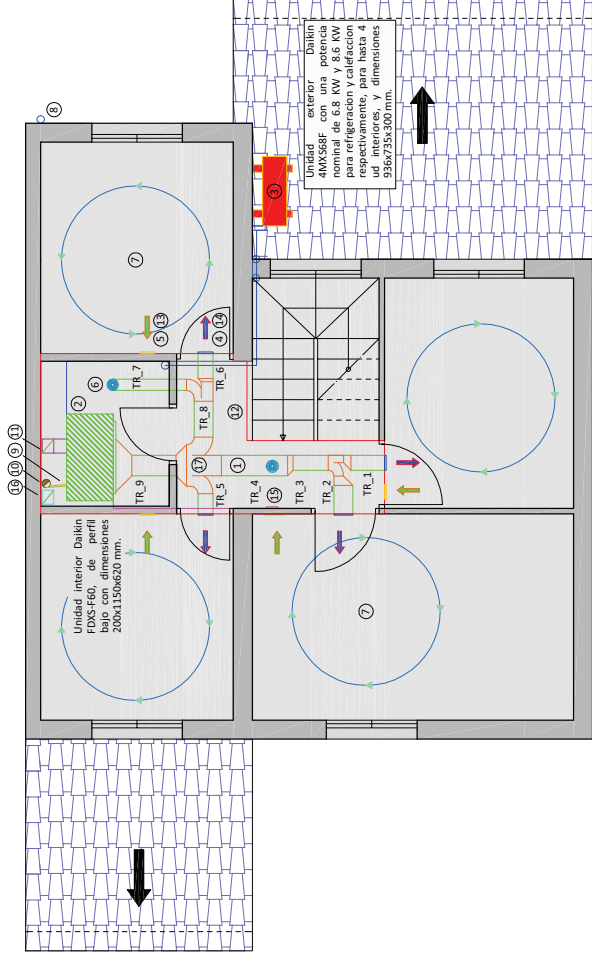 Unidad exterior Daikin
4MXS68F con una potencia
nominal de 6.8 KW y 8.6 KW
para refrigeracion y calefaccion
respectivamente, para hasta 4
ud interiores, y dimensiones
936x735x300 mm.
8
3
7
5 13
4 14
6
2
TR_7
TR_6
TR_8
12
11
9
10
16
17
1
TR_9
TR_5
TR_4
15
TR_3
TR_2
TR_1
Unidad interior Daikin
FDXS-F60, de perfil
bajo con dimensiones
200x1150x620 mm.
7